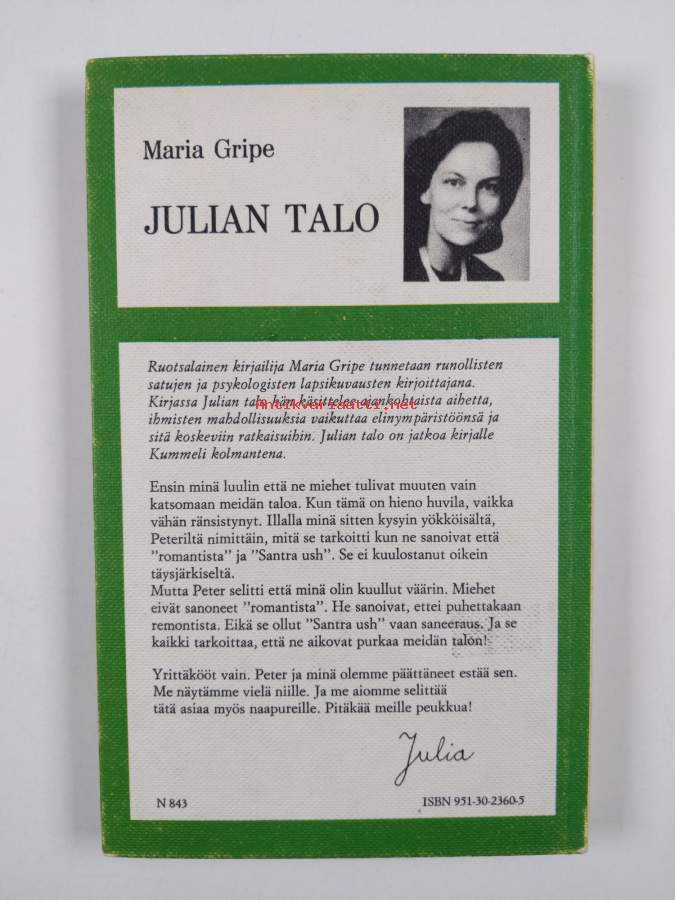 Maria Gripe
JULIAN TALO
Ruotsalainen kirjailija Maria Gripe tunnetaan runollisten
satujen ja psykologisten lapsikuvausten kirjoittajana.
Kirjassa Julian talo hän käsittelee ajankohtaista aihetta,
Antikvariaatti.net
ihmisten mahdollisuuksia vaikuttaa elinympäristöönsä ja
sitä koskeviin ratkaisuihin. Julian talo on jatkoa kirjalle
Kummeli kolmantena.
Ensin minä luulin että ne miehet tulivat muuten vain
katsomaan meidän taloa. Kun tämä on hieno huvila, vaikka
vähän ränsistynyt. Illalla minä sitten kysyin yökköisältä,
Peteriltä nimittäin, mitä se tarkoitti kun ne sanoivat että
"romantista" ja "Santra ush". Se ei kuulostanut oikein
täysjärkiseltä.
Mutta Peter selitti että minä olin kuullut väärin. Miehet
eivät sanoneet "romantista". He sanoivat, ettei puhettakaan
remontista. Eikä se ollut "Santra ush" vaan saneeraus. Ja se
kaikki tarkoittaa, että ne aikovat purkaa meidän talon!
Yrittäkööt vain. Peter ja minä olemme päättäneet estää sen.
Me näytämme vielä niille. Ja me aiomme selittää
tätä asiaa myös naapureille. Pitäkää meille peukkua!
Julia
N 843
ISBN 951-30-2360-5